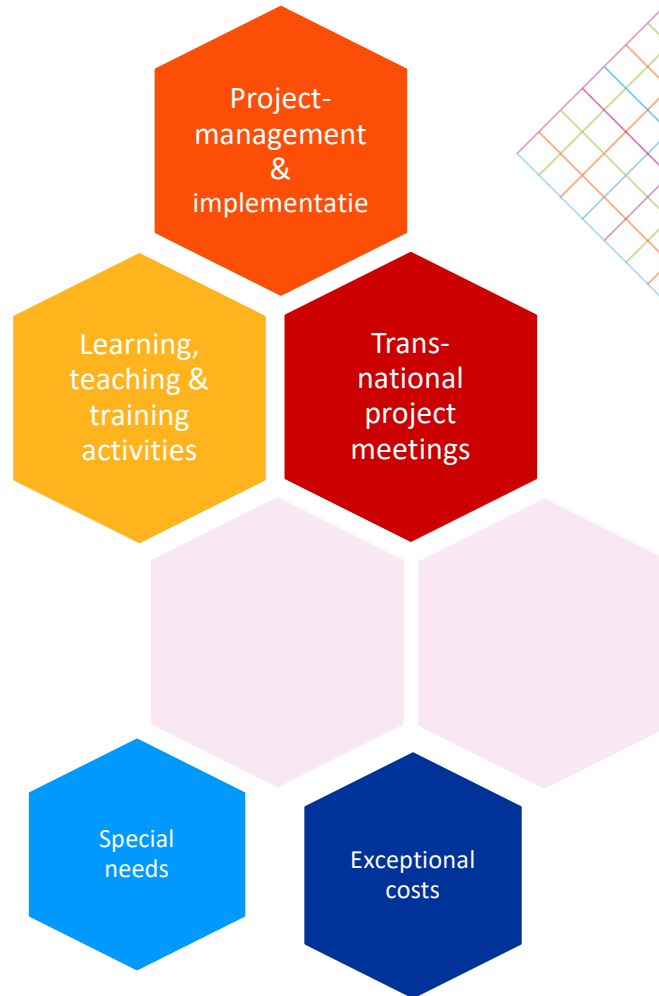 Project-
management
&
implementatie
Learning,
teaching &
training
activities
Trans-
national
project
meetings
Special
needs
Exceptional
costs